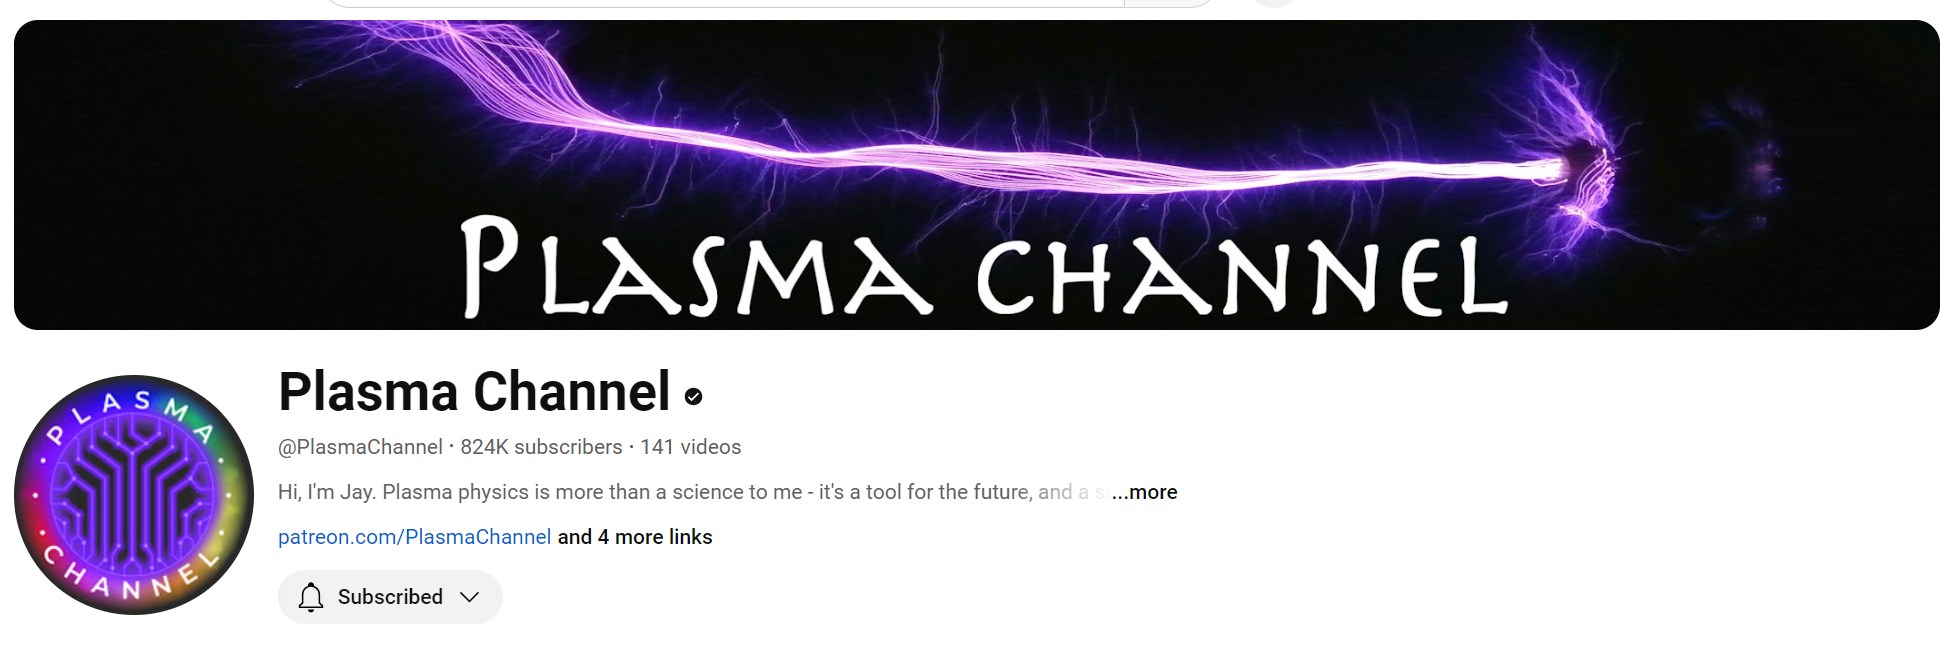 PLASMA CHANNEL
PLASMA
CHANNEL
Plasma Channel
@PlasmaChannel · 824K subscribers · 141 videos
Hi, I'm Jay. Plasma physics is more than a science to me - it's a tool for the future, and a s ...more
patreon.com/PlasmaChannel and 4 more links
Subscribed